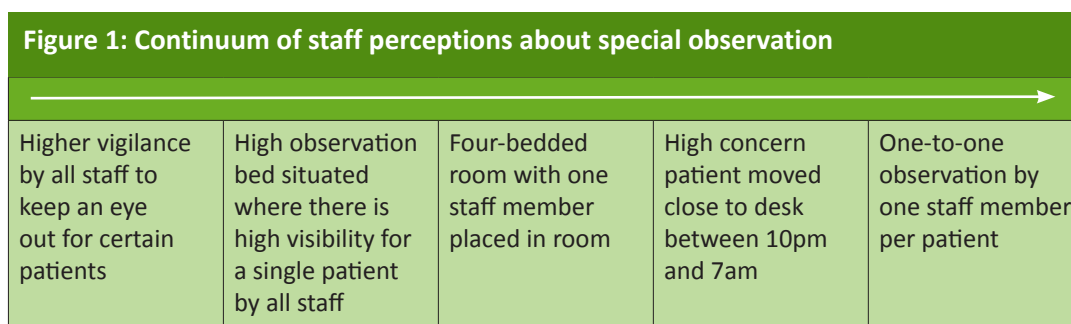 Figure 1: Continuum of staff perceptions about special observation
Higher vigilance
by all staff to
keep an eye
out for certain
patients
High observation
bed situated
where there is
high visibility for
a single patient
by all staff
Four-bedded
room with one
staff member
placed in room
High concern
patient moved
close to desk
between 10pm
and 7am
One-to-one
observation by
one staff member
per patient